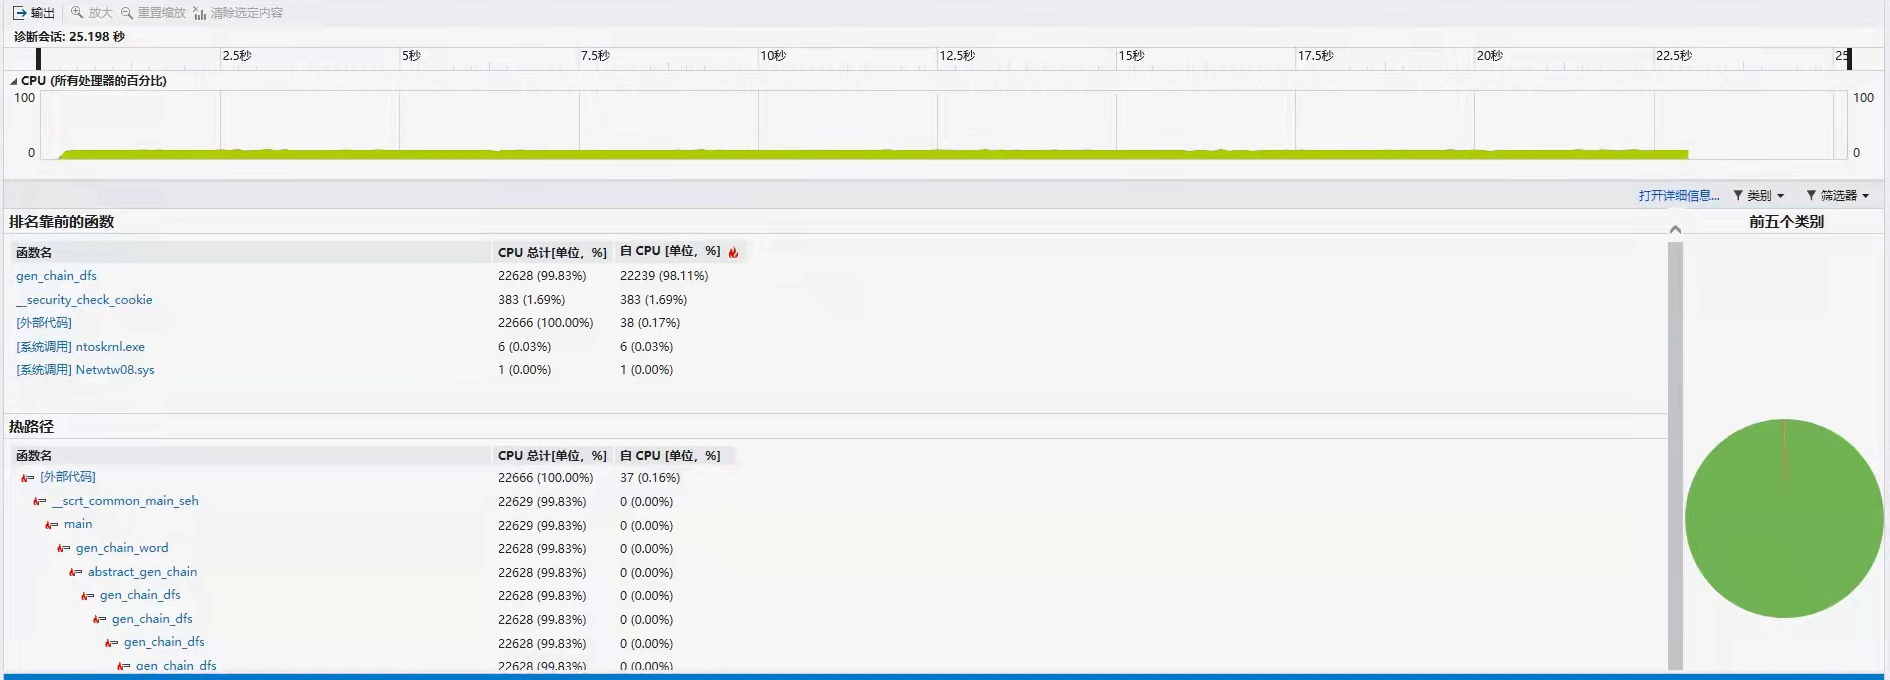 输出 放大 重置缩放 清除选定内容
诊断会话: 25.198 秒
2.5秒 5秒 7.5秒 10秒 12.5秒 15秒 17.5秒 20秒 22.5秒 25
CPU (所有处理器的百分比)
100 100
0 0
打开详细信息... 类别 筛选器
排名靠前的函数 前五个类别
函数名 CPU 总计[单位, %] 自 CPU [单位, %]
gen_chain_dfs 22628 (99.83%) 22239 (98.11%)
__security_check_cookie 383 (1.69%) 383 (1.69%)
[外部代码] 22666 (100.00%) 38 (0.17%)
[系统调用] ntoskrnl.exe 6 (0.03%) 6 (0.03%)
[系统调用] Netwtw08.sys 1 (0.00%) 1 (0.00%)
热路径
函数名 CPU 总计[单位, %] 自 CPU [单位, %]
[外部代码] 22666 (100.00%) 37 (0.16%)
__scrt_common_main_seh 22629 (99.83%) 0 (0.00%)
main 22629 (99.83%) 0 (0.00%)
gen_chain_word 22628 (99.83%) 0 (0.00%)
abstract_gen_chain 22628 (99.83%) 0 (0.00%)
gen_chain_dfs 22628 (99.83%) 0 (0.00%)
gen_chain_dfs 22628 (99.83%) 0 (0.00%)
gen_chain_dfs 22628 (99.83%) 0 (0.00%)
gen_chain_dfs 22628 (99.83%) 0 (0.00%)